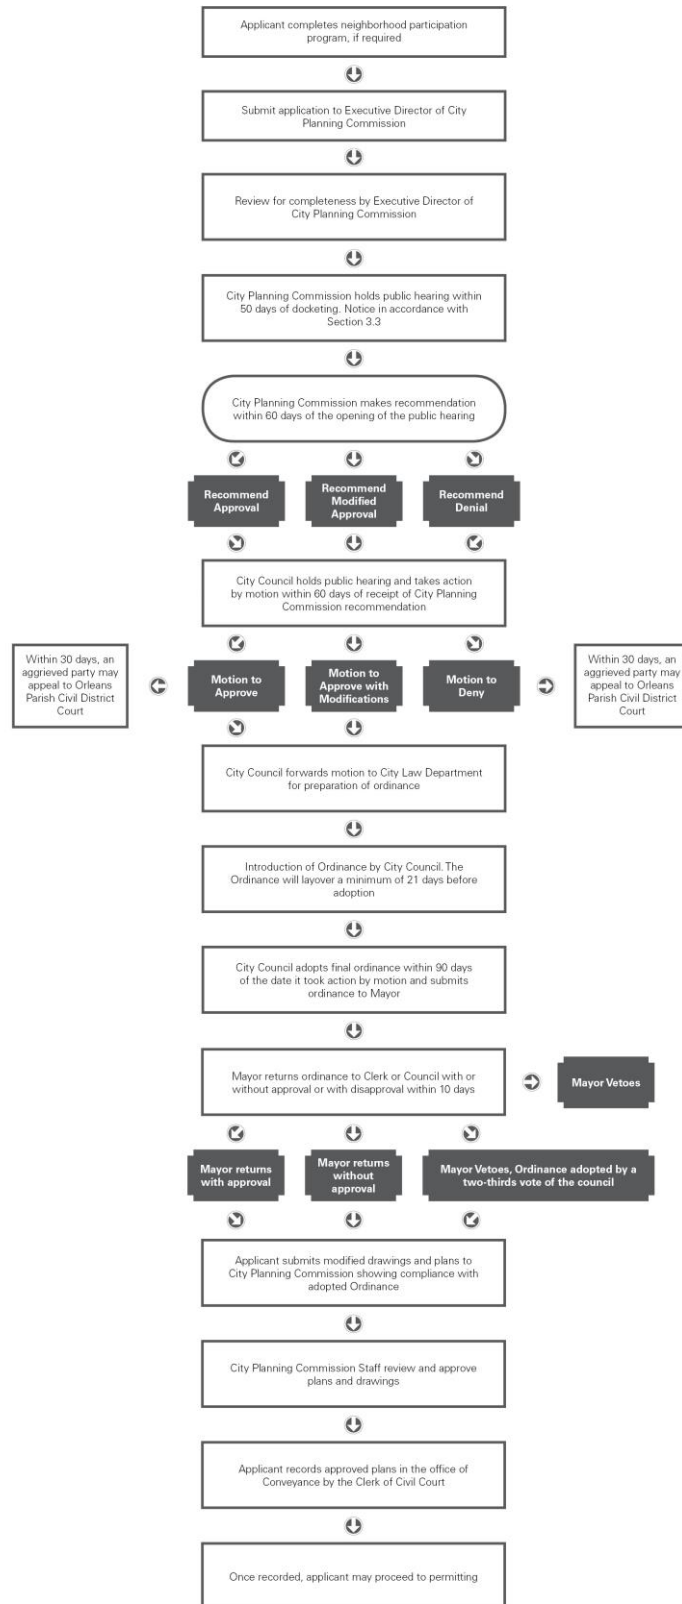 Applicant completes neighborhood participation
program, if required
Submit application to Executive Director of City
Planning Commission
Review for completeness by Executive Director of
City Planning Commission
City Planning Commission holds public hearing within
50 days of docketing. Notice in accordance with
Section 3.3
City Planning Commission makes recommendation
within 60 days of the opening of the public hearing
Recommend
Approval
Recommend
Modified
Approval
Recommend
Denial
City Council holds public hearing and takes action
by motion within 60 days of receipt of City Planning
Commission recommendation
Within 30 days, an
aggrieved party may
appeal to Orleans
Parish Civil District
Court
Motion to
Approve
Motion to
Approve with
Modifications
Motion to
Deny
Within 30 days, an
aggrieved party may
appeal to Orleans
Parish Civil District
Court
City Council forwards motion to City Law Department
for preparation of ordinance
Introduction of Ordinance by City Council. The
Ordinance will layover a minimum of 21 days before
adoption
City Council adopts final ordinance within 90 days
of the date it took action by motion and submits
ordinance to Mayor
Mayor returns ordinance to Clerk or Council with or
without approval or with disapproval within 10 days
Mayor Vetoes
Mayor returns
with approval
Mayor returns
without
approval
Mayor Vetoes, Ordinance adopted by a
two-thirds vote of the council
Applicant submits modified drawings and plans to
City Planning Commission showing compliance with
adopted Ordinance
City Planning Commission Staff review and approve
plans and drawings
Applicant records approved plans in the office of
Conveyance by the Clerk of Civil Court
Once recorded, applicant may proceed to permitting